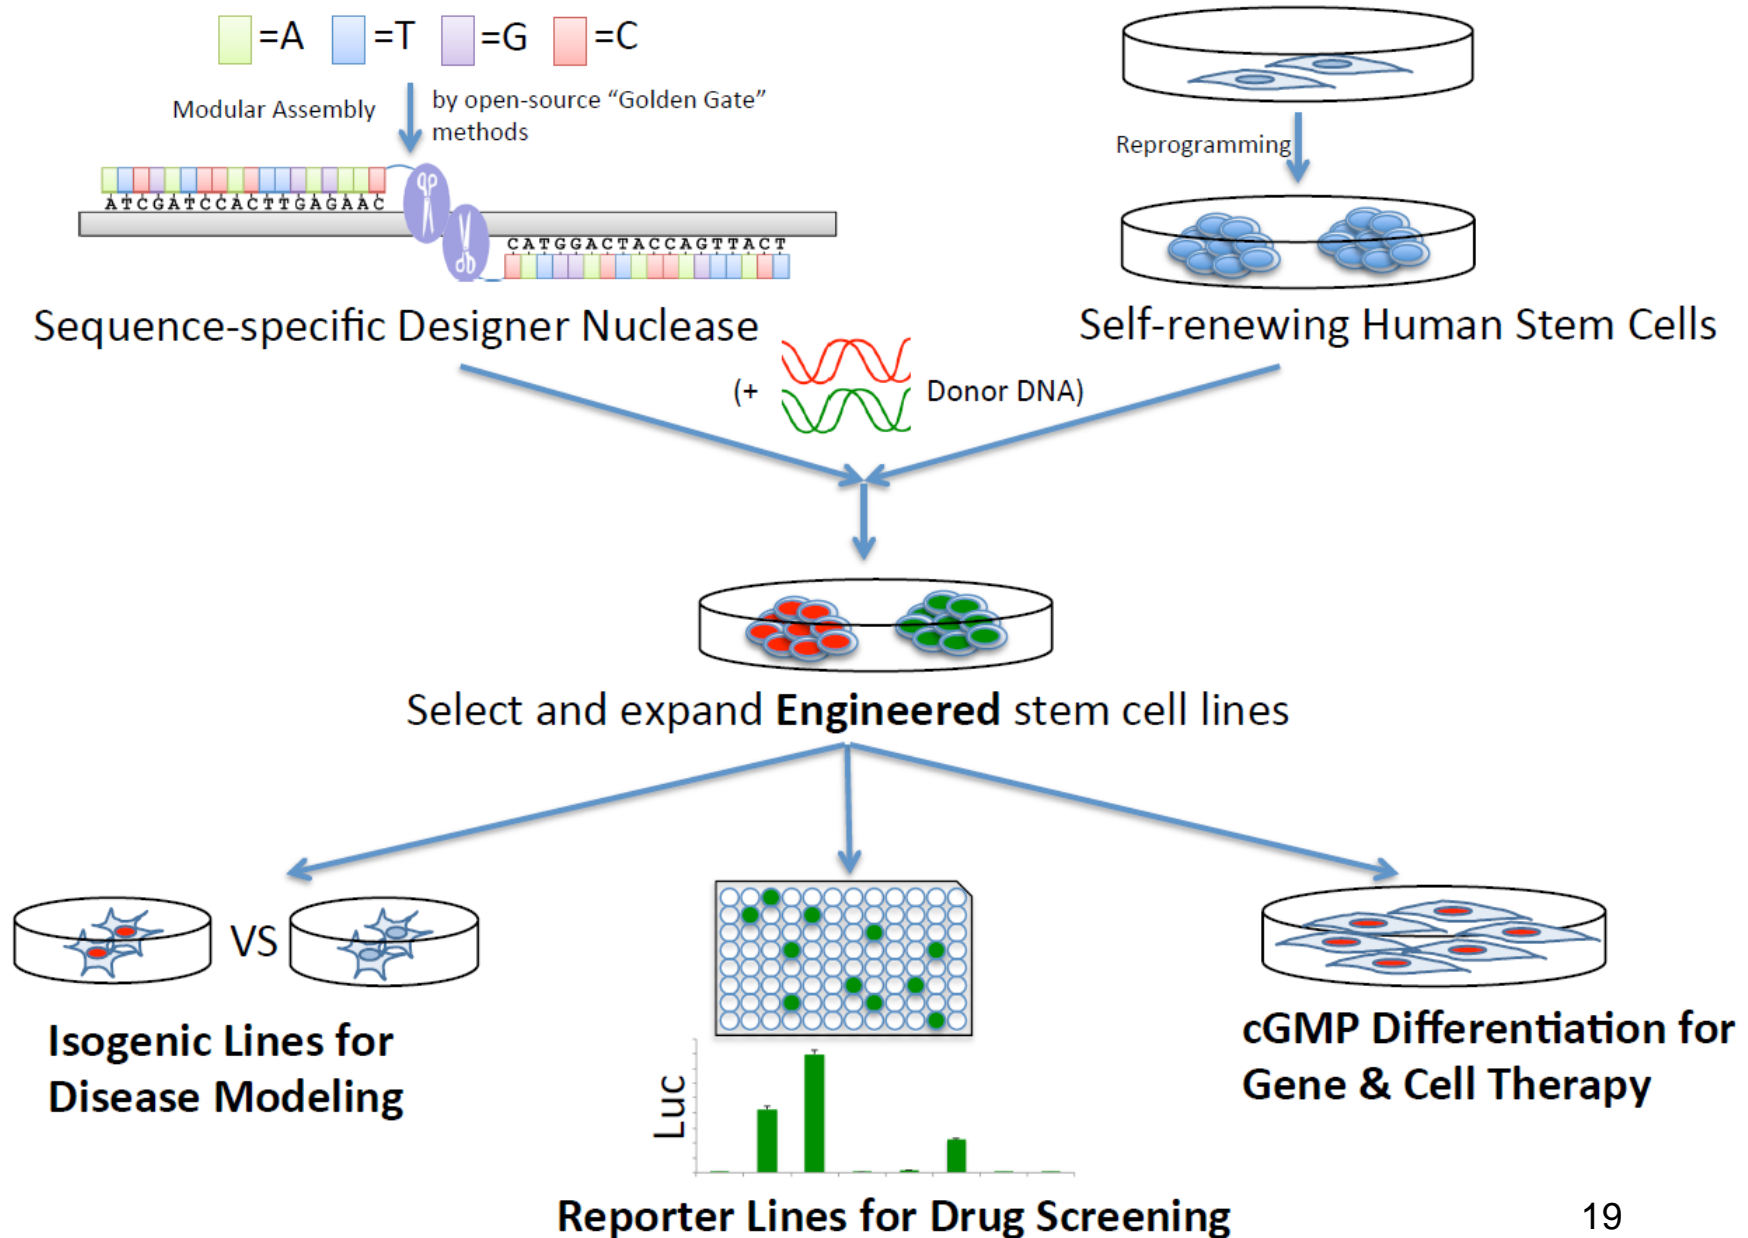 =A =T =G =C
Modular Assembly
by open-source “Golden Gate”
methods
ATCGATCCACTTGAGAAC
CATGGACTACCAGTTACT
Sequence-specific Designer Nuclease
Reprogramming
Self-renewing Human Stem Cells
(+ Donor DNA)
Select and expand Engineered stem cell lines
VS
Isogenic Lines for
Disease Modeling
Luc
Reporter Lines for Drug Screening
cGMP Differentiation for
Gene & Cell Therapy
19